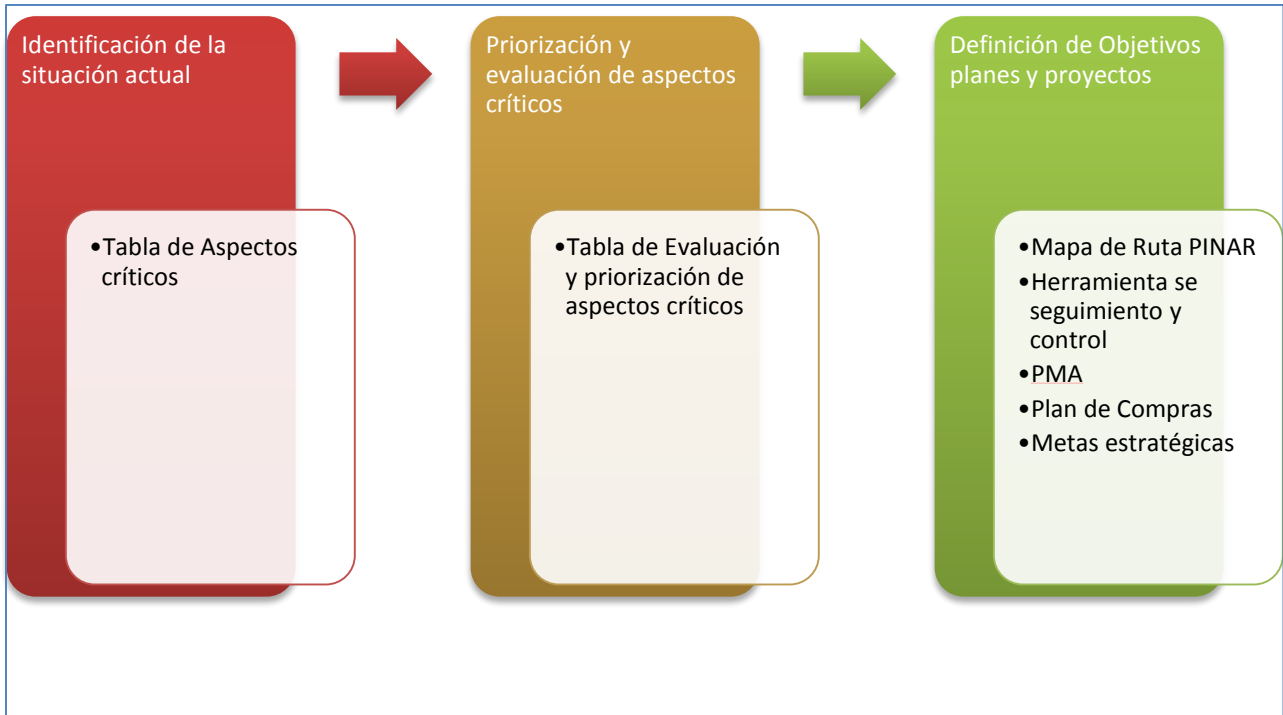 Identificación de la
situación actual
•Tabla de Aspectos
críticos
Priorización y
evaluación de aspectos
críticos
•Tabla de Evaluación
y priorización de
aspectos críticos
Definición de Objetivos
planes y proyectos
•Mapa de Ruta PINAR
•Herramienta se
seguimiento y
control
•PMA
•Plan de Compras
•Metas estratégicas